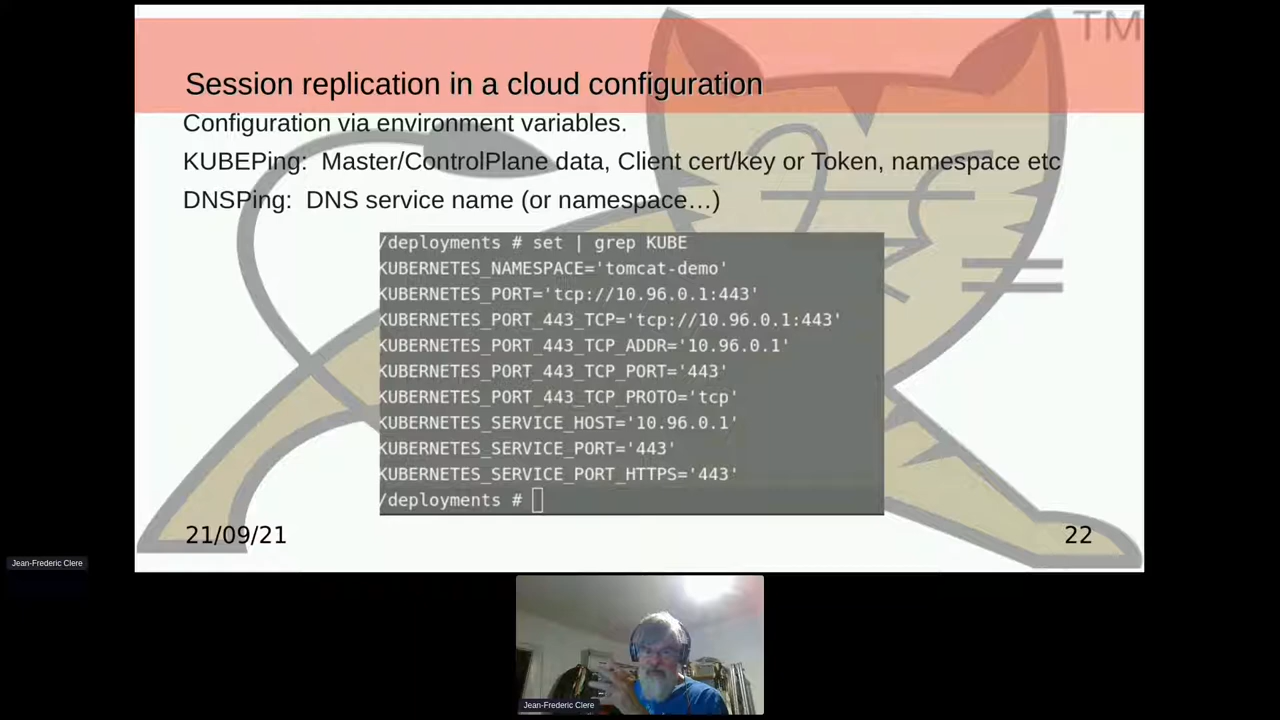 TM
Session replication in a cloud configuration
Configuration via environment variables.
KUBEPing:  Master/ControlPlane data, Client cert/key or Token, namespace etc
DNSPing:  DNS service name (or namespace…)
/deployments # set | grep KUBE
KUBERNETES_NAMESPACE='tomcat-demo'
KUBERNETES_PORT='tcp://10.96.0.1:443'
KUBERNETES_PORT_443_TCP='tcp://10.96.0.1:443'
KUBERNETES_PORT_443_TCP_ADDR='10.96.0.1'
KUBERNETES_PORT_443_TCP_PORT='443'
KUBERNETES_PORT_443_TCP_PROTO='tcp'
KUBERNETES_SERVICE_HOST='10.96.0.1'
KUBERNETES_SERVICE_PORT='443'
KUBERNETES_SERVICE_PORT_HTTPS='443'
/deployments #
21/09/21
22
Jean-Frederic Clere
Jean-Frederic Clere